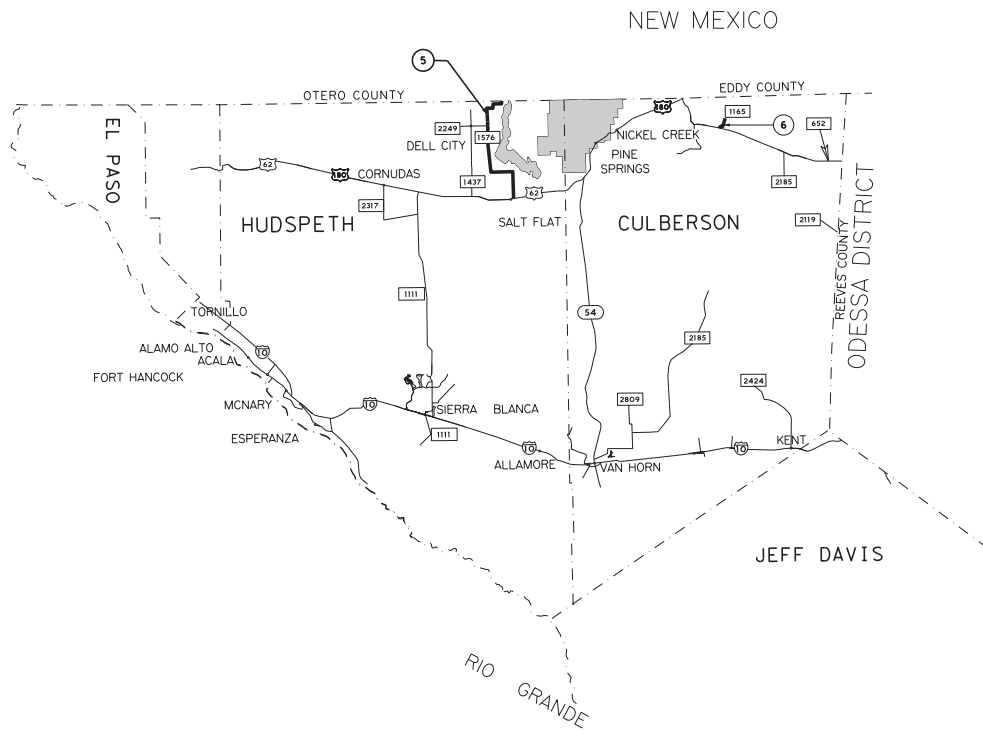 NEW MEXICO
5
OTERO COUNTY
EDDY COUNTY
180
1165
6
652
2249
1576
DELL CITY
NICKEL CREEK
PINE
SPRINGS
EL PASO
62
180
CORNUDAS
1437
62
2185
2317
HUDSPETH
SALT FLAT
CULBERSON
2119
REEVES COUNTY
ODESSA DISTRICT
1111
54
TORNILLO
ALAMO ALTO
ACALA
10
FORT HANCOCK
2185
2424
MCNARY
10
SIERRA BLANCA
2809
ESPERANZA
1111
10
ALLAMORE
VAN HORN
10
KENT
JEFF DAVIS
RIO GRANDE